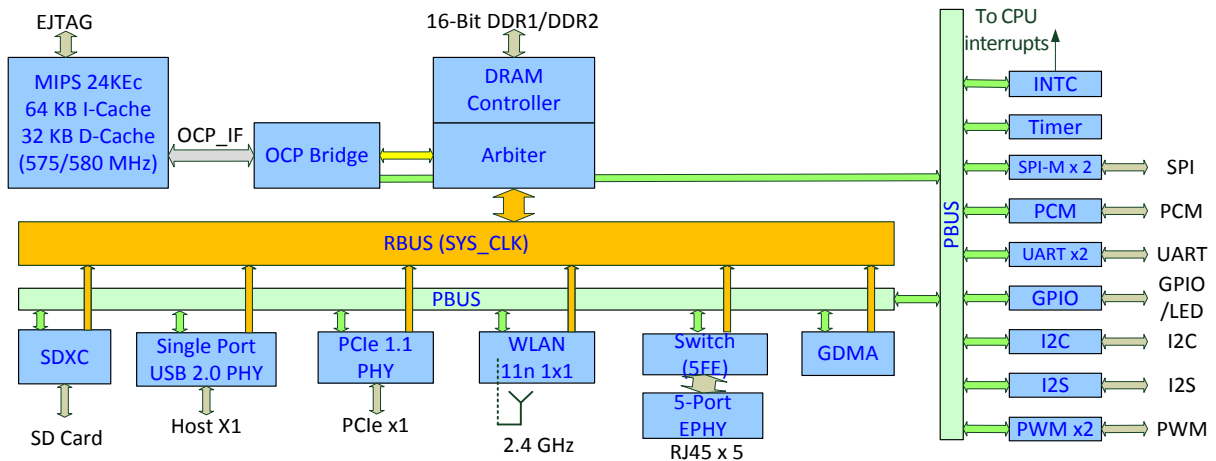 EJTAG
16-Bit DDR1/DDR2
To CPU
interrupts
MIPS 24KEc
64 KB I-Cache
32 KB D-Cache
(575/580 MHz)
OCP_IF
OCP Bridge
DRAM
Controller
Arbiter
RBUS (SYS_CLK)
PBUS
SDXC
SD Card
Single Port
USB 2.0 PHY
Host X1
PCIe 1.1
PHY
PCIe x1
WLAN
11n 1x1
2.4 GHz
Switch
(5FE)
5-Port
EPHY
RJ45 x 5
GDMA
PBUS
INTC
Timer
SPI-M x 2
SPI
PCM
PCM
UART x2
UART
GPIO
GPIO
/LED
I2C
I2C
I2S
I2S
PWM x2
PWM